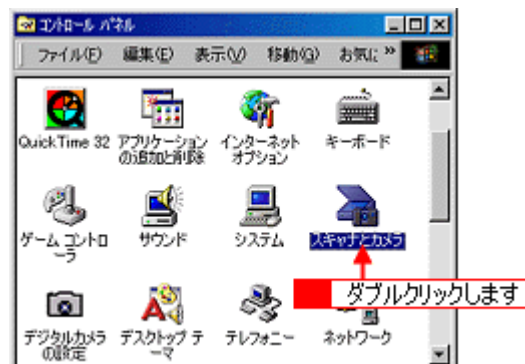 コントロール パネル
ファイル(F) 編集(E) 表示(V) 移動(G) お気に »
QuickTime 32 アプリケーション インターネット キーボード
の追加と削除 オプション
ゲーム コントロ サウンド システム スキャナとカメラ
ーラ
ダブルクリックします
デジタルカメラ デスクトップ テ テレフォニー ネットワーク
の設定 ーマ